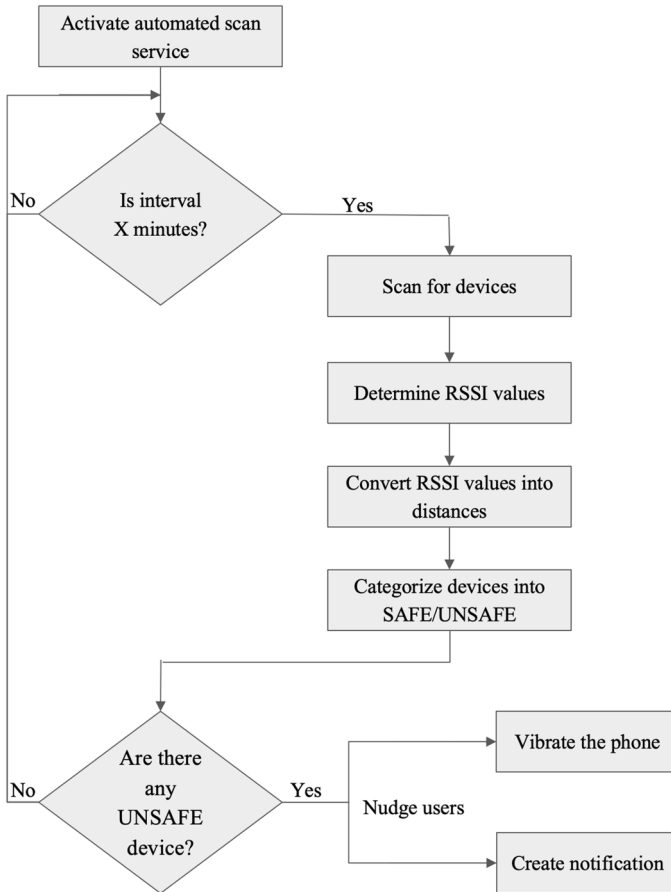 Activate automated scan
service
Is interval
X minutes?
No
Yes
Scan for devices
Determine RSSI values
Convert RSSI values into
distances
Categorize devices into
SAFE/UNSAFE
Are there
any
UNSAFE
device?
No
Yes
Nudge users
Vibrate the phone
Create notification